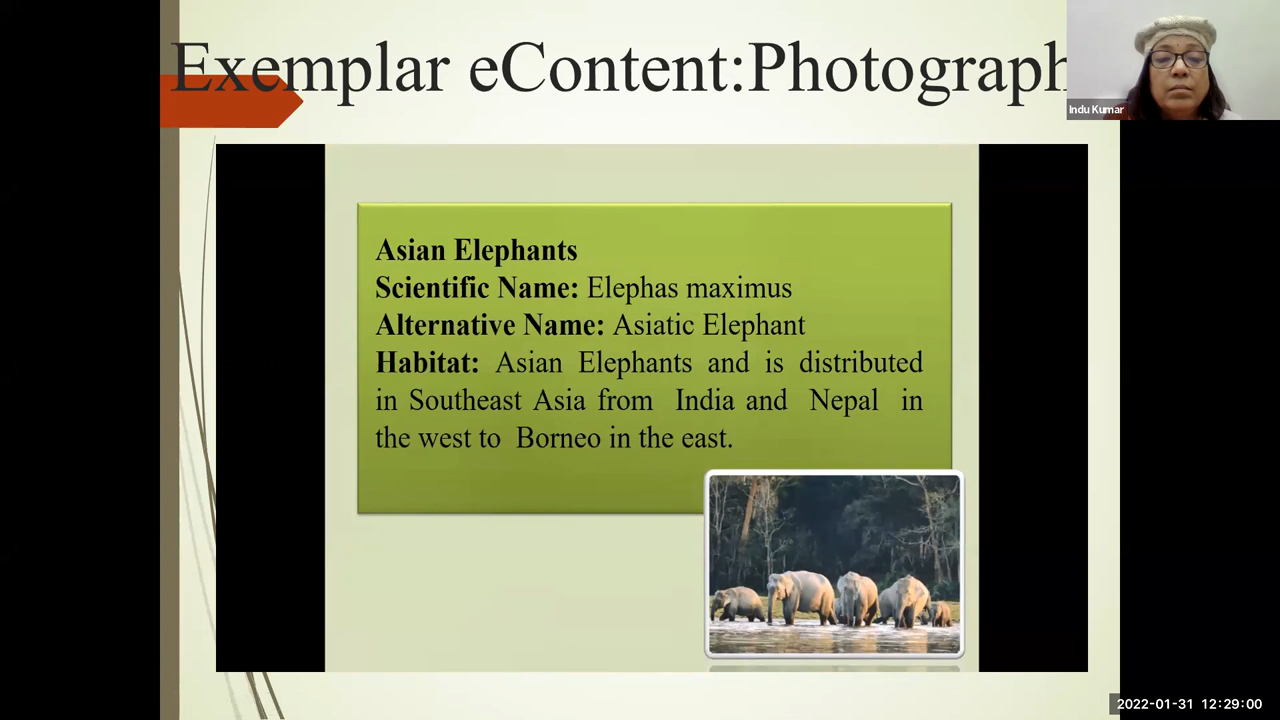 Exemplar eContent:Photograph
Indu Kumar
Asian Elephants
Scientific Name: Elephas maximus
Alternative Name: Asiatic Elephant
Habitat: Asian Elephants and is distributed
in Southeast Asia from India and Nepal in
the west to Borneo in the east.
2022-01-31 12:29:00